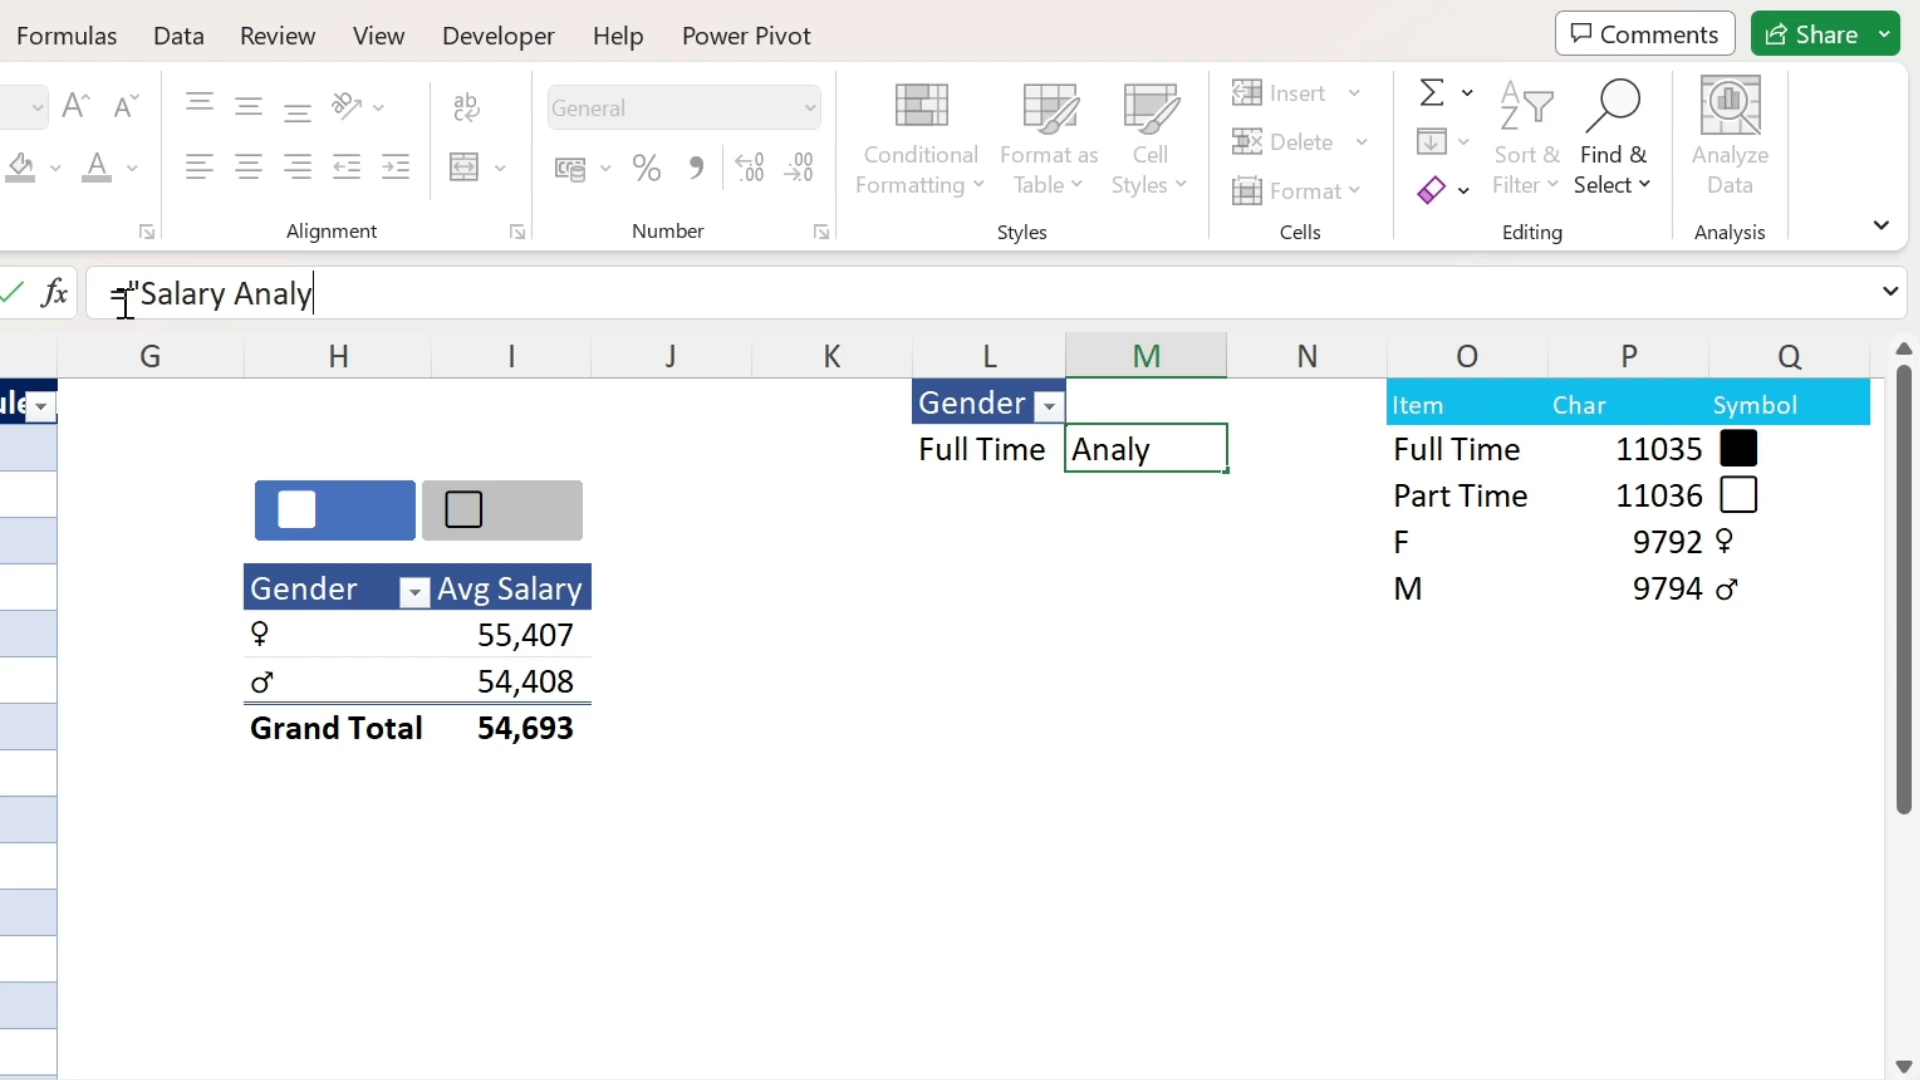 Formulas Data Review View Developer Help Power Pivot Comments Share
A A ab General Insert
% , .00 Conditional Formatting Format as Table Cell Styles Delete Sort & Filter Find & Select Analyze Data
Format
Alignment Number Styles Cells Editing Analysis
fx ="Salary Analy
G H I J K L M N O P Q
Gender Item Char Symbol
Full Time Analy Full Time 11035
Part Time 11036
F 9792 ♀
Gender Avg Salary M 9794 ♂
♀ 55,407
♂ 54,408
Grand Total 54,693